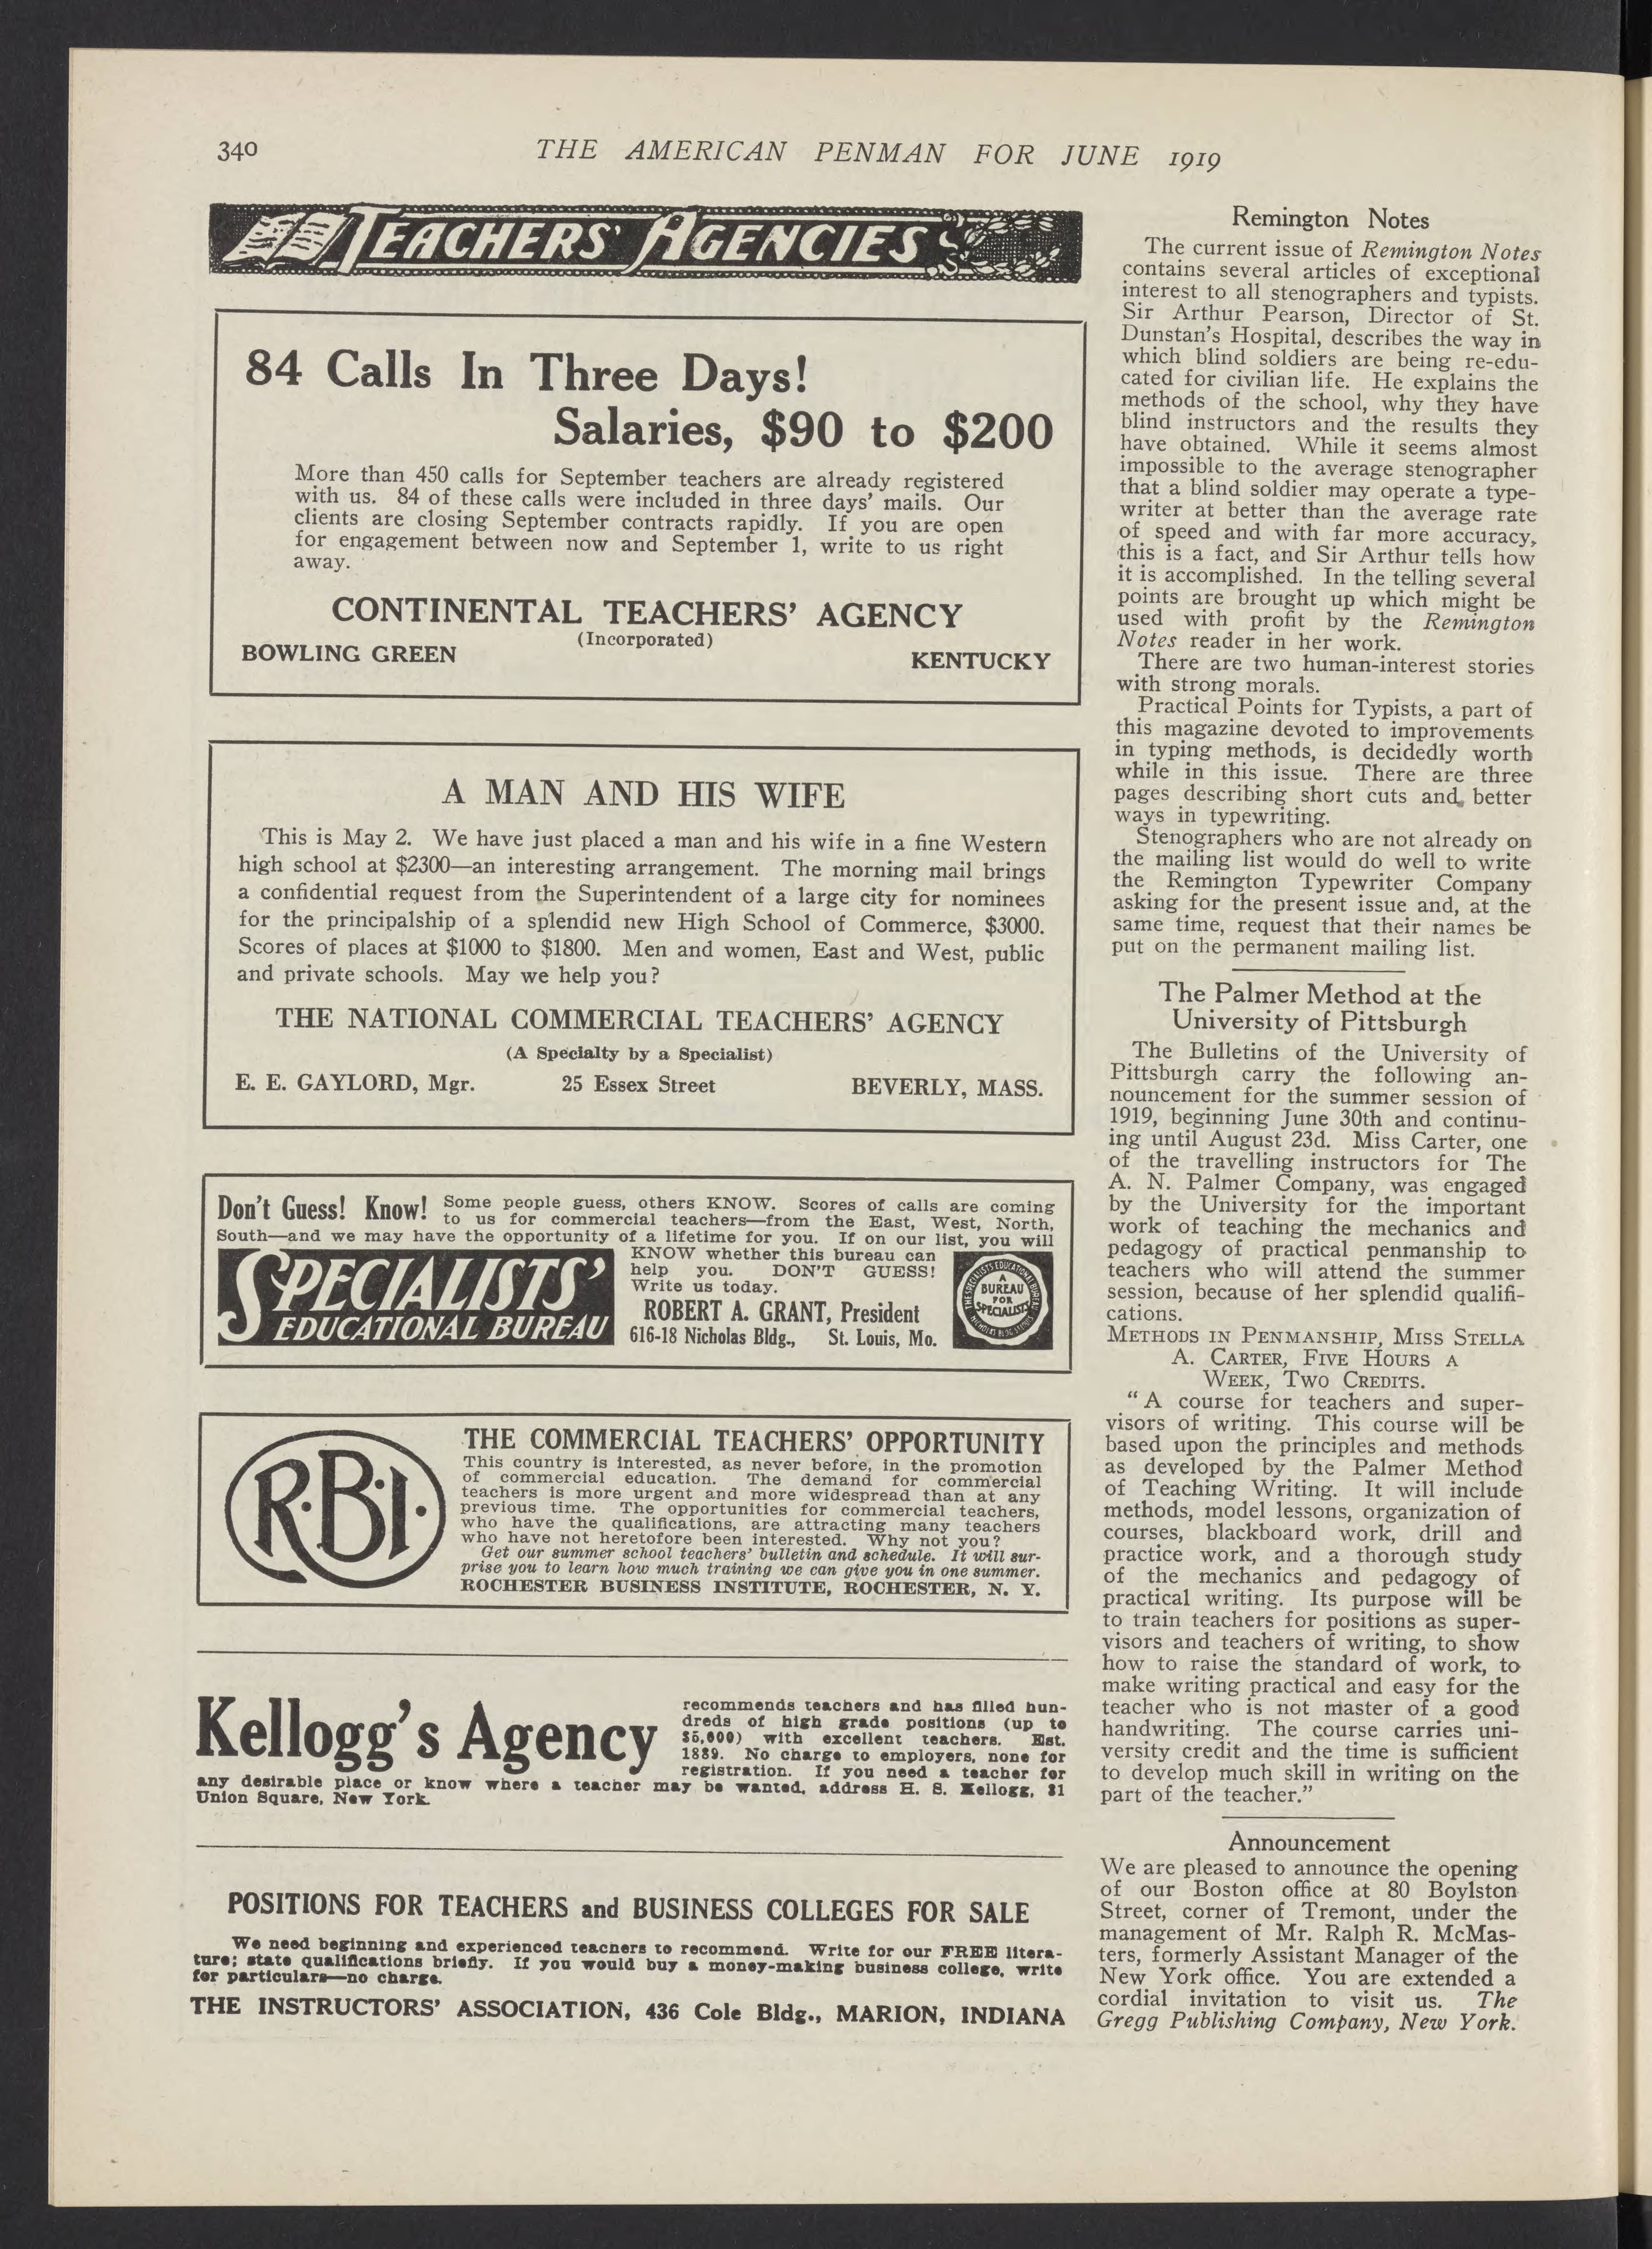 340
THE AMERICAN PENMAN FOR JUNE 1919
TEACHERS' AGENCIES
84 Calls In Three Days!
Salaries, $90 to $200
More than 450 calls for September teachers are already registered
with us. 84 of these calls were included in three days' mails. Our
clients are closing September contracts rapidly. If you are open
for engagement between now and September 1, write to us right
away.
CONTINENTAL TEACHERS' AGENCY
(Incorporated)
BOWLING GREEN
KENTUCKY
A MAN AND HIS WIFE
This is May 2. We have just placed a man and his wife in a fine Western
high school at $2300—an interesting arrangement. The morning mail brings
a confidential request from the Superintendent of a large city for nominees
for the principalship of a splendid new High School of Commerce, $3000.
Scores of places at $1000 to $1800. Men and women, East and West, public
and private schools. May we help you?
THE NATIONAL COMMERCIAL TEACHERS' AGENCY
(A Specialty by a Specialist)
E. E. GAYLORD, Mgr. 25 Essex Street BEVERLY, MASS.
Don't Guess! Know! Some people guess, others KNOW. Scores of calls are coming
to us for commercial teachers—from the East, West, North,
South—and we may have the opportunity of a lifetime for you. If on our list, you will
KNOW whether this bureau can
help you. DON'T GUESS!
Write us today.
SPECIALISTS'
EDUCATIONAL BUREAU
ROBERT A. GRANT, President
616-18 Nicholas Bldg., St. Louis, Mo.
THE SPECIALISTS EDUCATIONAL BUREAU
A
BUREAU
FOR
SPECIALISTS
R.B.I.
THE COMMERCIAL TEACHERS' OPPORTUNITY
This country is interested, as never before, in the promotion
of commercial education. The demand for commercial
teachers is more urgent and more widespread than at any
previous time. The opportunities for commercial teachers,
who have the qualifications, are attracting many teachers
who have not heretofore been interested. Why not you?
Get our summer school teachers' bulletin and schedule. It will sur-
prise you to learn how much training we can give you in one summer.
ROCHESTER BUSINESS INSTITUTE, ROCHESTER, N. Y.
Kellogg's Agency
recommends teachers and has filled hun-
dreds of high grade positions (up to
$5,000) with excellent teachers. Est.
1889. No charge to employers, none for
registration. If you need a teacher for
any desirable place or know where a teacher may be wanted, address H. S. Kellogg, 31
Union Square, New York.
POSITIONS FOR TEACHERS and BUSINESS COLLEGES FOR SALE
We need beginning and experienced teachers to recommend. Write for our FREE litera-
ture; state qualifications briefly. If you would buy a money-making business college, write
for particulars—no charge.
THE INSTRUCTORS' ASSOCIATION, 436 Cole Bldg., MARION, INDIANA
Remington Notes
The current issue of Remington Notes
contains several articles of exceptional
interest to all stenographers and typists.
Sir Arthur Pearson, Director of St.
Dunstan's Hospital, describes the way in
which blind soldiers are being re-edu-
cated for civilian life. He explains the
methods of the school, why they have
blind instructors and the results they
have obtained. While it seems almost
impossible to the average stenographer
that a blind soldier may operate a type-
writer at better than the average rate
of speed and with far more accuracy,
this is a fact, and Sir Arthur tells how
it is accomplished. In the telling several
points are brought up which might be
used with profit by the Remington
Notes reader in her work.
There are two human-interest stories
with strong morals.
Practical Points for Typists, a part of
this magazine devoted to improvements
in typing methods, is decidedly worth
while in this issue. There are three
pages describing short cuts and better
ways in typewriting.
Stenographers who are not already on
the mailing list would do well to write
the Remington Typewriter Company
asking for the present issue and, at the
same time, request that their names be
put on the permanent mailing list.
The Palmer Method at the
University of Pittsburgh
The Bulletins of the University of
Pittsburgh carry the following an-
nouncement for the summer session of
1919, beginning June 30th and continu-
ing until August 23d. Miss Carter, one
of the travelling instructors for The
A. N. Palmer Company, was engaged
by the University for the important
work of teaching the mechanics and
pedagogy of practical penmanship to
teachers who will attend the summer
session, because of her splendid qualifi-
cations.
METHODS IN PENMANSHIP, MISS STELLA
A. CARTER, FIVE HOURS A
WEEK, TWO CREDITS.
"A course for teachers and super-
visors of writing. This course will be
based upon the principles and methods
as developed by the Palmer Method
of Teaching Writing. It will include
methods, model lessons, organization of
courses, blackboard work, drill and
practice work, and a thorough study
of the mechanics and pedagogy of
practical writing. Its purpose will be
to train teachers for positions as super-
visors and teachers of writing, to show
how to raise the standard of work, to
make writing practical and easy for the
teacher who is not master of a good
handwriting. The course carries uni-
versity credit and the time is sufficient
to develop much skill in writing on the
part of the teacher."
Announcement
We are pleased to announce the opening
of our Boston office at 80 Boylston
Street, corner of Tremont, under the
management of Mr. Ralph R. McMas-
ters, formerly Assistant Manager of the
New York office. You are extended a
cordial invitation to visit us. The
Gregg Publishing Company, New York.